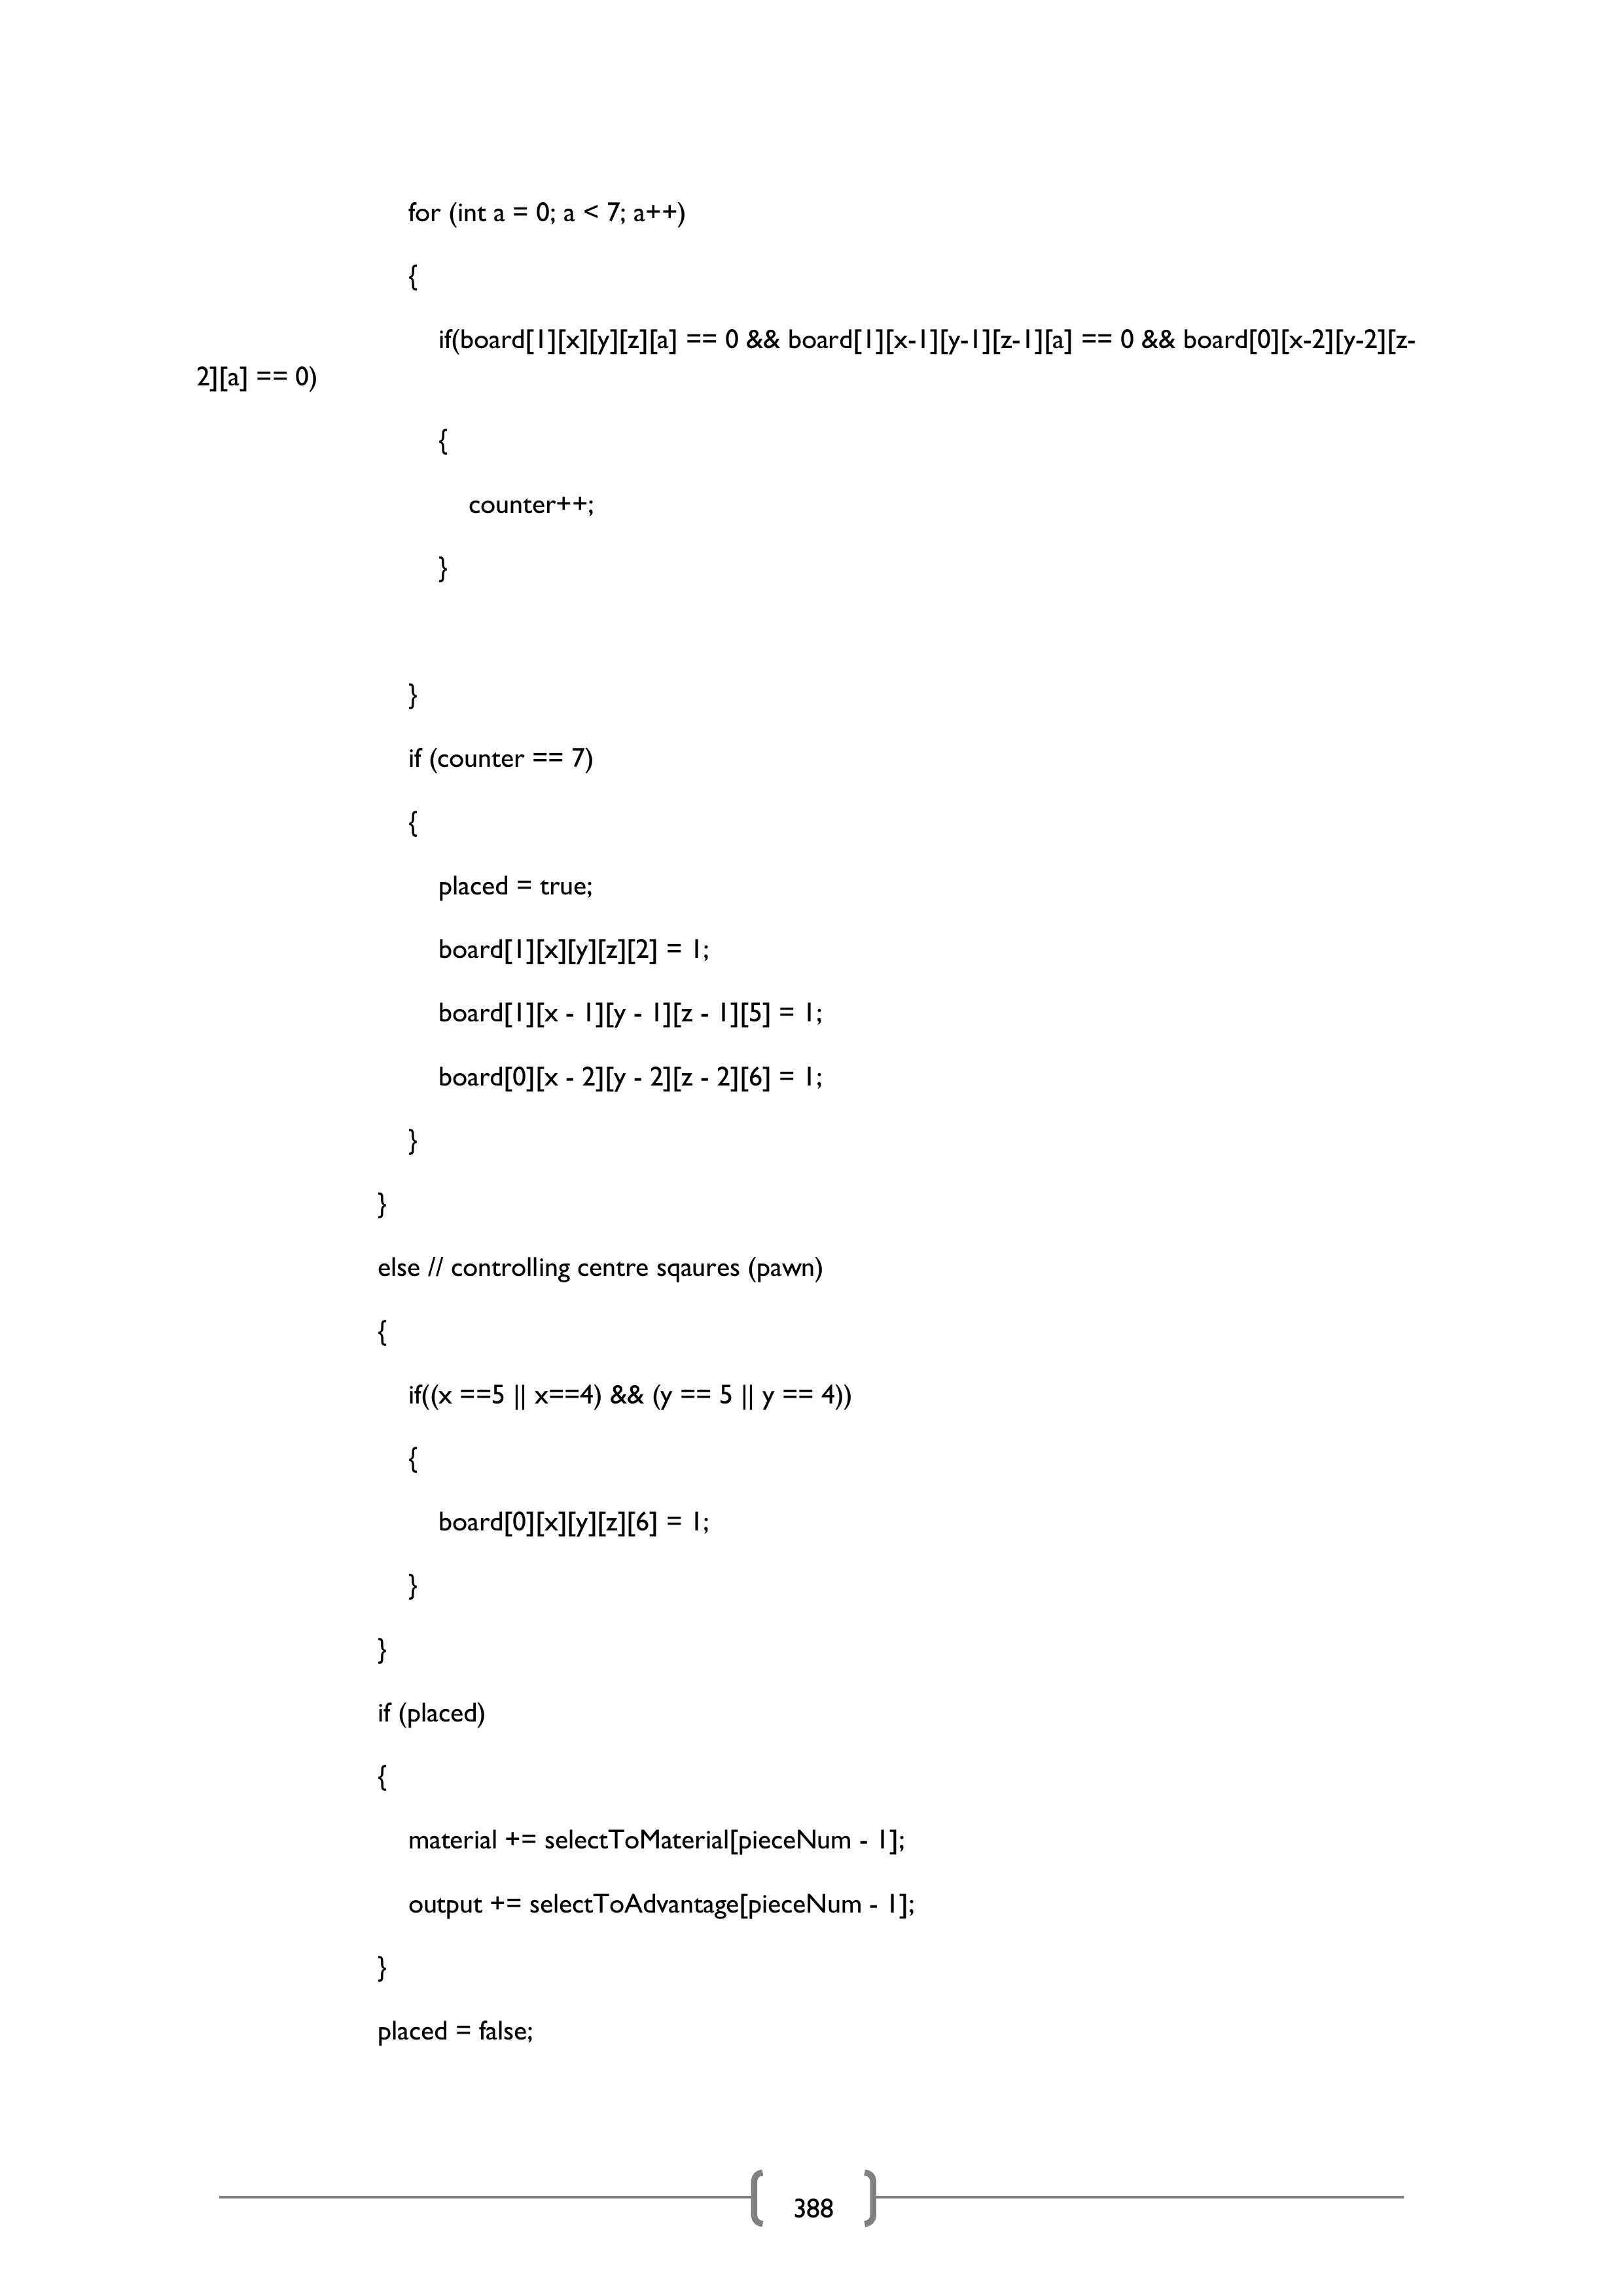 for (int a = 0; a < 7; a++)
{
if(board[1][x][y][z][a] == 0 && board[1][x-1][y-1][z-1][a] == 0 && board[0][x-2][y-2][z-
2][a] == 0)
{
counter++;
}
}
if (counter == 7)
{
placed = true;
board[1][x][y][z][2] = 1;
board[1][x - 1][y - 1][z - 1][5] = 1;
board[0][x - 2][y - 2][z - 2][6] = 1;
}
}
else // controlling centre sqaures (pawn)
{
if((x ==5 || x==4) && (y == 5 || y == 4))
{
board[0][x][y][z][6] = 1;
}
}
if (placed)
{
material += selectToMaterial[pieceNum - 1];
output += selectToAdvantage[pieceNum - 1];
}
placed = false;
388